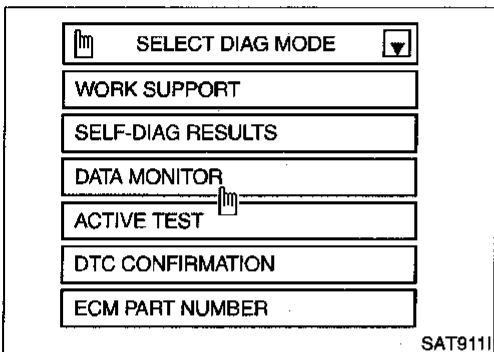 SELECT DIAG MODE
WORK SUPPORT
SELF-DIAG RESULTS
DATA MONITOR
ACTIVE TEST
DTC CONFIRMATION
ECM PART NUMBER
SAT911I